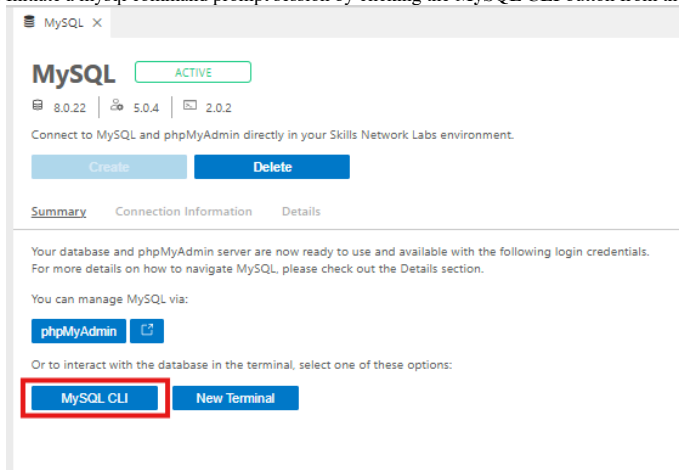 MySQL ×
MySQL ACTIVE
8.0.22 5.0.4 2.0.2
Connect to MySQL and phpMyAdmin directly in your Skills Network Labs environment.
Create Delete
Summary Connection Information Details
Your database and phpMyAdmin server are now ready to use and available with the following login credentials.
For more details on how to navigate MySQL, please check out the Details section.
You can manage MySQL via:
phpMyAdmin
Or to interact with the database in the terminal, select one of these options:
MySQL CLI New Terminal